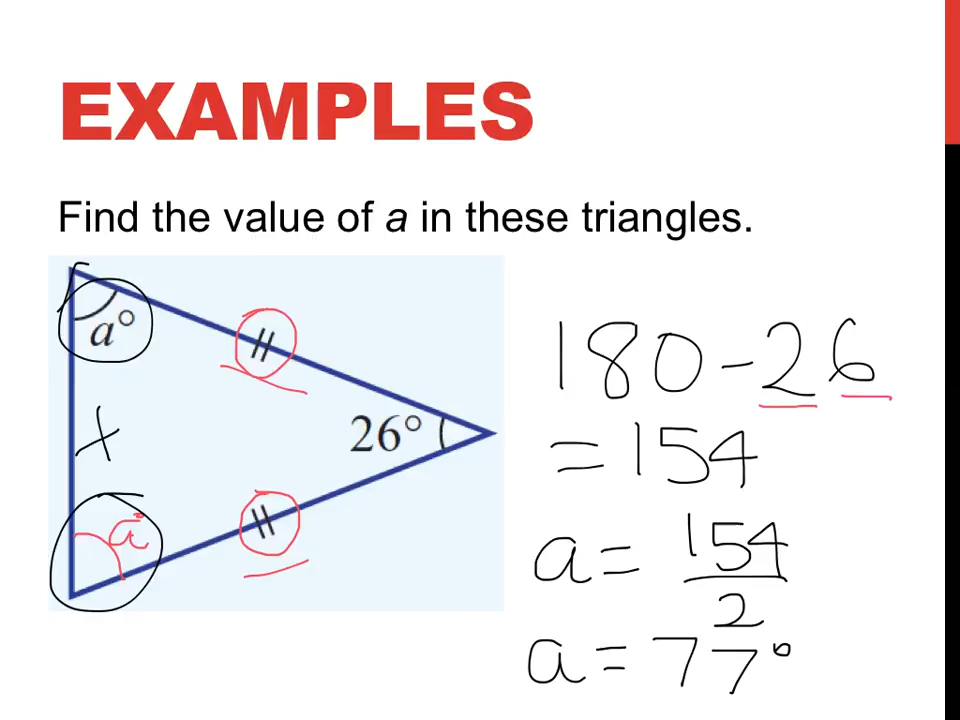 EXAMPLES
Find the value of a in these triangles.
a°
26°
+
a°
180 - 26
= 154
a = 154/2
a = 77°